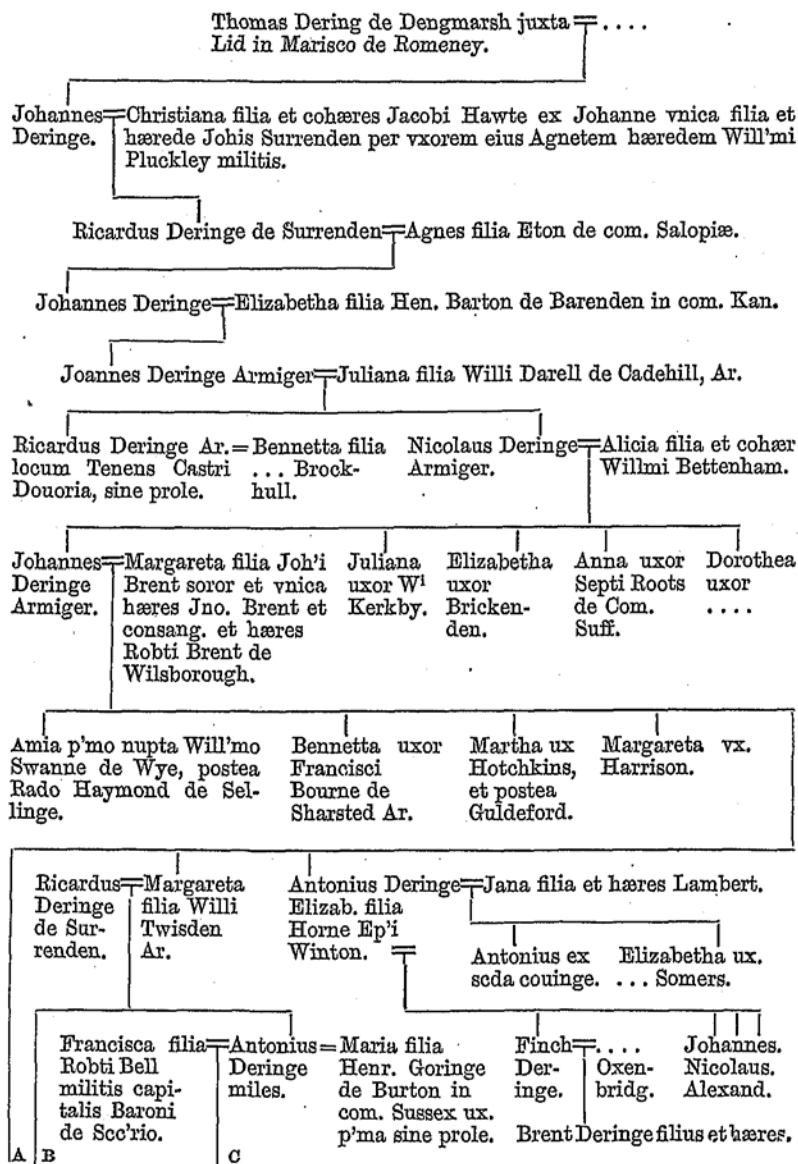 Thomas Dering de Dengmarsh juxta = . . . .
Lid in Marisco de Romeney.
Johannes = Christiana filia et cohæres Jacobi Hawte ex Johanne vnica filia et
Deringe. hærede Johis Surrenden per vxorem eius Agnetem hæredem Will'mi
Pluckley militis.
Ricardus Deringe de Surrenden = Agnes filia Eton de com. Salopiæ.
Johannes Deringe = Elizabetha filia Hen. Barton de Barenden in com. Kan.
Joannes Deringe Armiger = Juliana filia Willi Darell de Cadehill, Ar.
Ricardus Deringe Ar. =
locum Tenens Castri
Douoria, sine prole.
Bennetta filia
. . . Brock-
hull.
Nicolaus Deringe =
Armiger.
Alicia filia et cohær
Willmi Bettenham.
Johannes =
Deringe
Armiger.
Margareta filia Joh'i
Brent soror et vnica
hæres Jno. Brent et
consang. et hæres
Robti Brent de
Wilsborough.
Juliana
uxor Wⁱ
Kerkby.
Elizabetha
uxor
Bricken-
den.
Anna uxor
Septi Roots
de Com.
Suff.
Dorothea
uxor
. . . .
Amia p'mo nupta Will'mo
Swanne de Wye, postea
Rado Haymond de Sel-
linge.
Bennetta uxor
Francisci
Bourne de
Sharsted Ar.
Martha ux
Hotchkins,
et postea
Guldeford.
Margareta vx.
Harrison.
Ricardus =
Deringe
de Sur-
renden.
Margareta
filia Willi
Twisden
Ar.
Antonius Deringe = Jana filia et hæres Lambert.
Elizab. filia
Horne Ep'i
Winton. =
Antonius ex
scda couinge.
Elizabetha ux.
. . . Somers.
Francisca filia =
Robti Bell
militis capi-
talis Baroni
de Scc'rio.
Antonius =
Deringe
miles.
Maria filia
Henr. Goringe
de Burton in
com. Sussex ux.
p'ma sine prole.
Finch =
Der-
inge.
. . . .
Oxen-
bridg.
Johannes.
Nicolaus.
Alexand.
Brent Deringe filius et hæres.
A B C